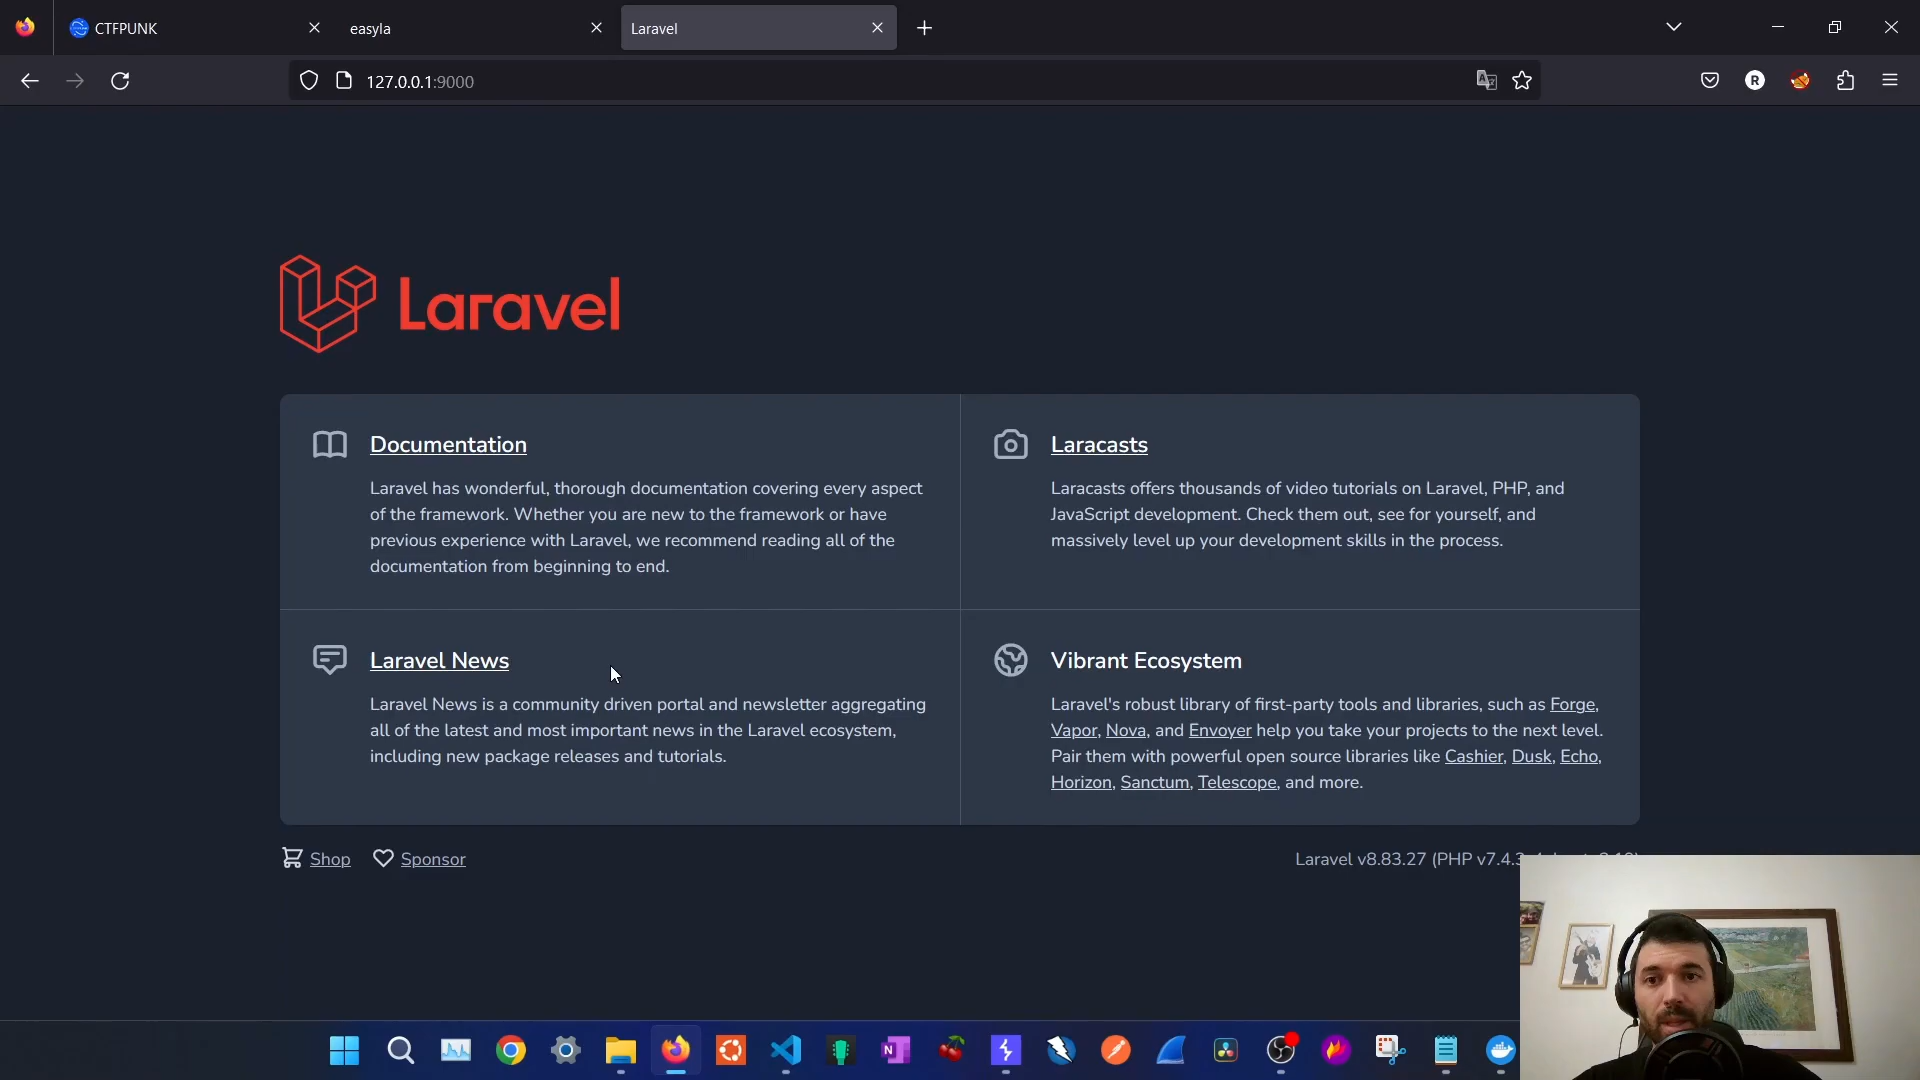 CTFPUNK
easyla
Laravel
127.0.0.1:9000
R
Laravel
Documentation
Laravel has wonderful, thorough documentation covering every aspect
of the framework. Whether you are new to the framework or have
previous experience with Laravel, we recommend reading all of the
documentation from beginning to end.
Laracasts
Laracasts offers thousands of video tutorials on Laravel, PHP, and
JavaScript development. Check them out, see for yourself, and
massively level up your development skills in the process.
Laravel News
Laravel News is a community driven portal and newsletter aggregating
all of the latest and most important news in the Laravel ecosystem,
including new package releases and tutorials.
Vibrant Ecosystem
Laravel's robust library of first-party tools and libraries, such as Forge,
Vapor, Nova, and Envoyer help you take your projects to the next level.
Pair them with powerful open source libraries like Cashier, Dusk, Echo,
Horizon, Sanctum, Telescope, and more.
Shop
Sponsor
Laravel v8.83.27 (PHP v7.4.3